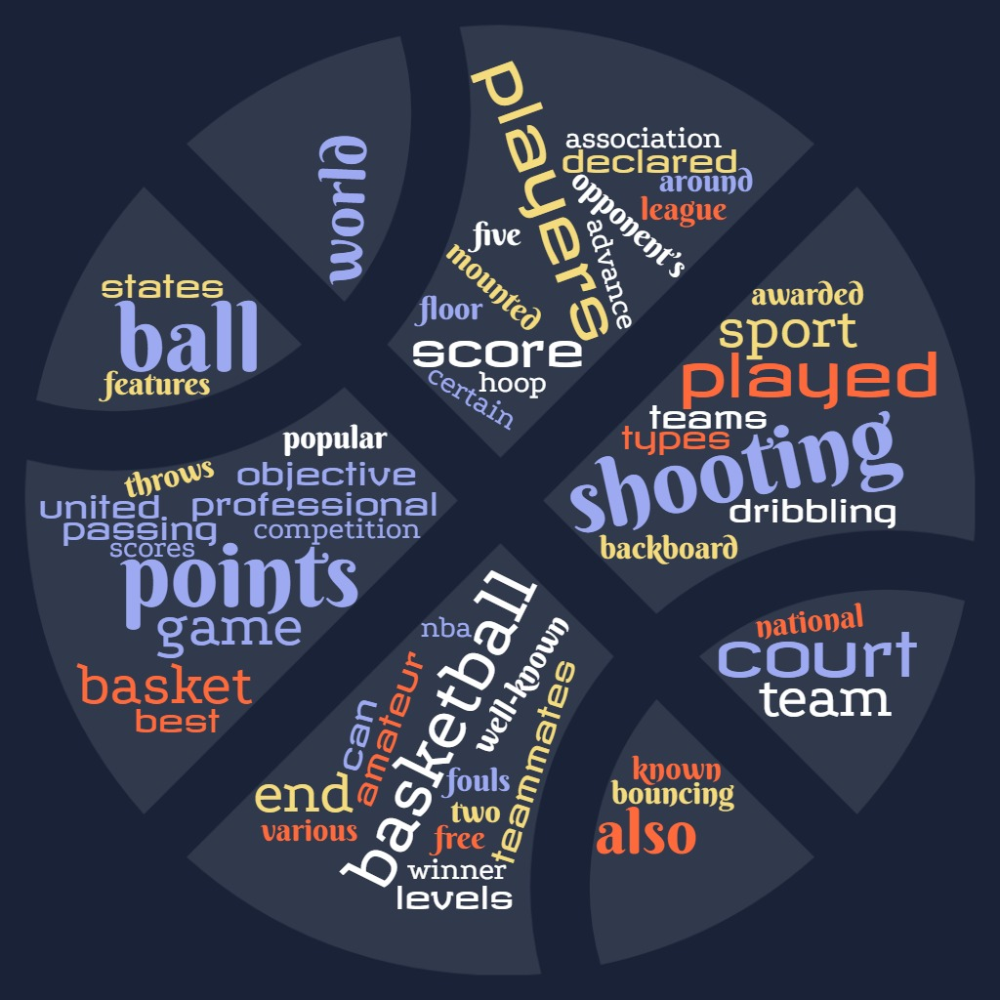 world
players
association
declared
around
opponent's
league
advance
five
mounted
floor
score
certain
hoop
states
ball
features
awarded
sport
played
teams
types
shooting
dribbling
backboard
popular
throws
objective
united
professional
passing
competition
scores
points
game
basket
best
nba
basketball
well-known
amateur
can
teammates
end
various
fouls
two
free
winner
levels
national
court
team
known
bouncing
also